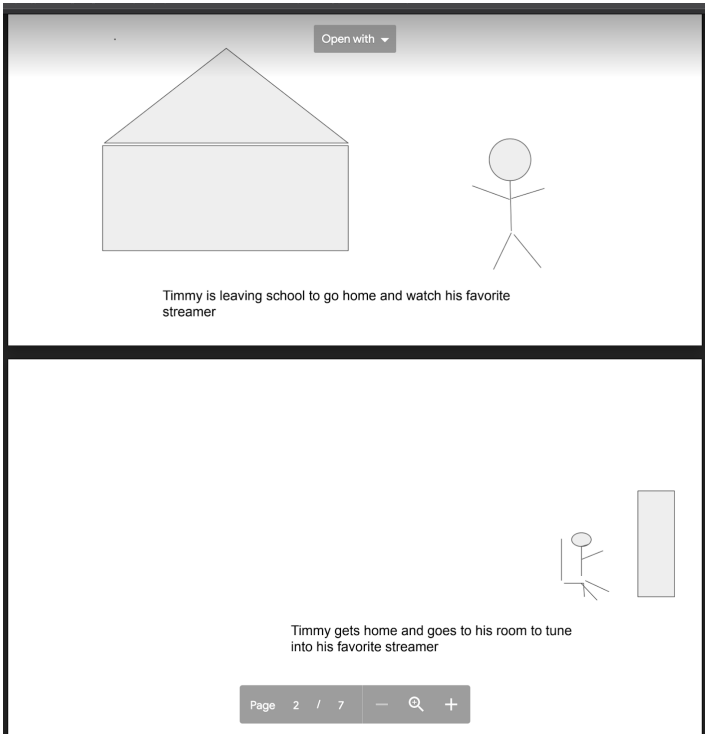 Open with
Timmy is leaving school to go home and watch his favorite
streamer
Timmy gets home and goes to his room to tune
into his favorite streamer
Page 2 / 7